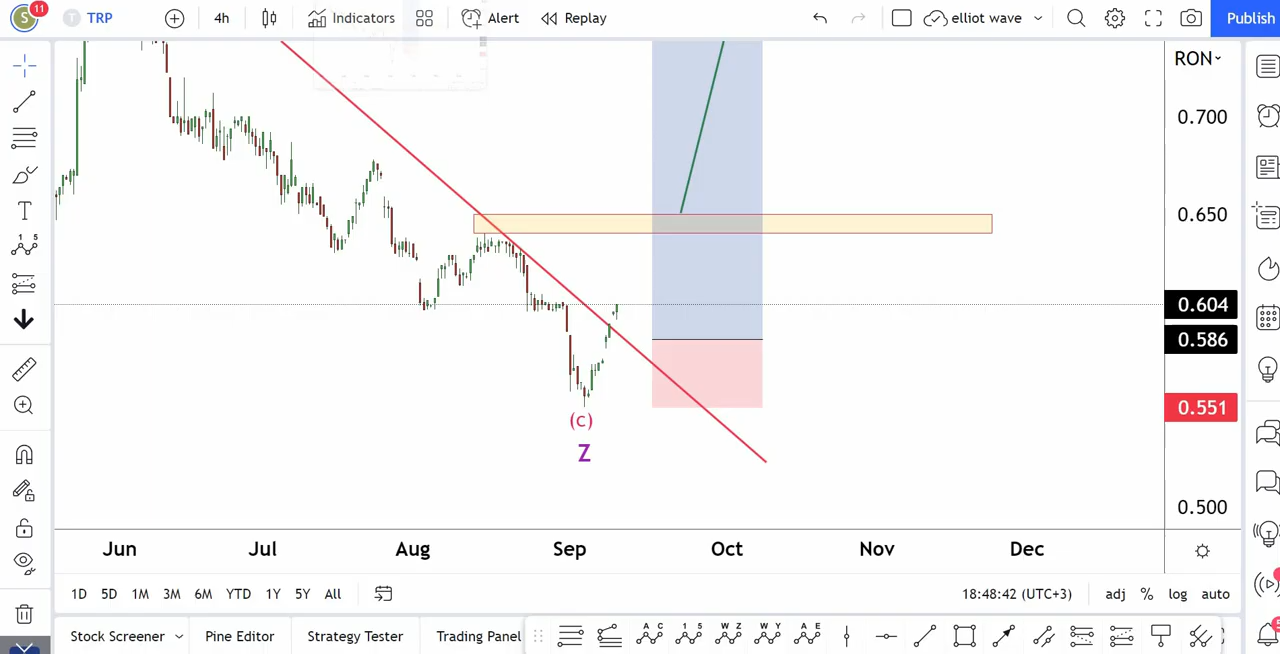 S 11 T TRP 4h Indicators Alert Replay elliot wave Publish
RON
0.700
0.650
0.604
0.586
0.551
0.500
(c)
Z
Jun Jul Aug Sep Oct Nov Dec
1D 5D 1M 3M 6M YTD 1Y 5Y All 18:48:42 (UTC+3) adj % log auto
Stock Screener Pine Editor Strategy Tester Trading Panel